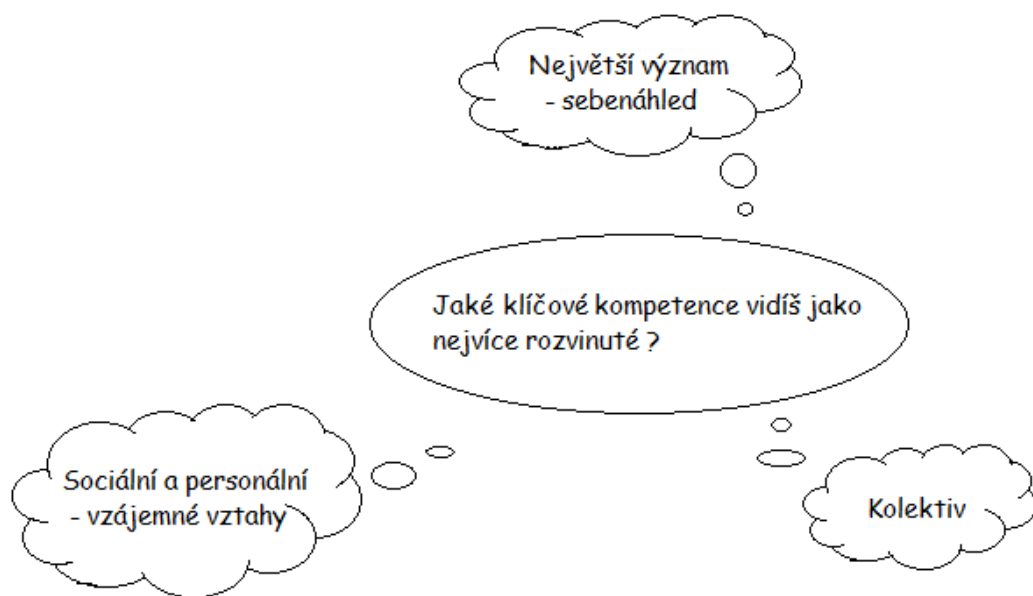 Největší význam
- sebenáhled
Jaké klíčové kompetence vidíš jako
nejvíce rozvinuté ?
Sociální a personální
- vzájemné vztahy
Kolektiv